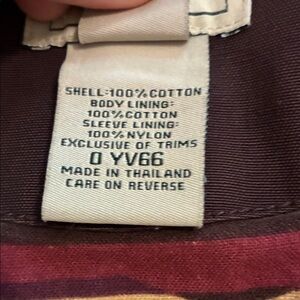 SHELL:100% COTTON
BODY LINING:
100% COTTON
SLEEVE LINING:
100% NYLON
EXCLUSIVE OF TRIMS
0 YV66
MADE IN THAILAND
CARE ON REVERSE